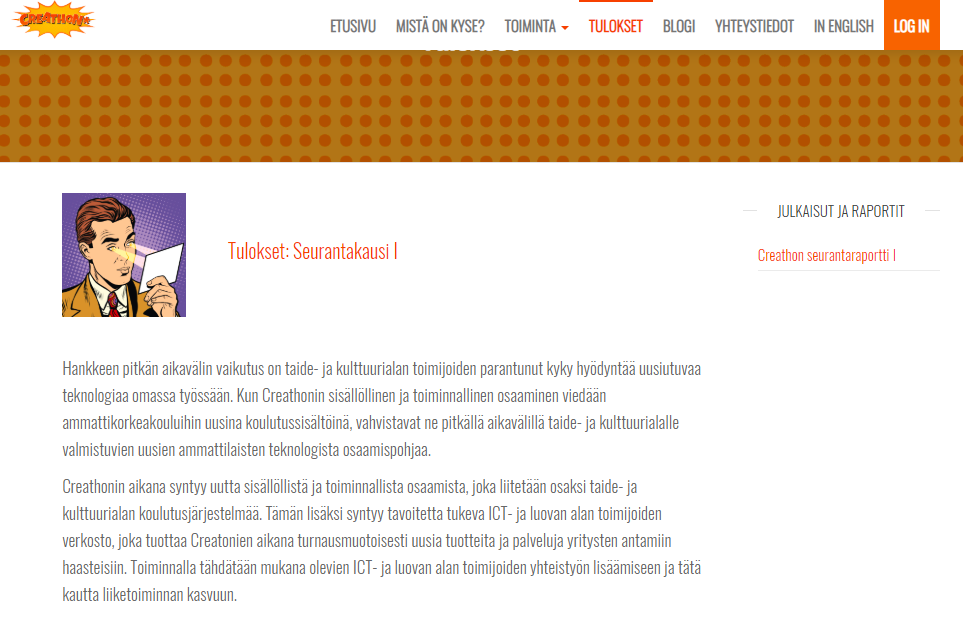 CREATHON
ETUSIVU MISTÄ ON KYSE? TOIMINTA TULOKSET BLOGI YHTEYSTIEDOT IN ENGLISH LOG IN
Tulokset: Seurantakausi I
JULKAISUT JA RAPORTIT
Creathon seurantaraportti I
Hankkeen pitkän aikavälin vaikutus on taide- ja kulttuurialan toimijoiden parantunut kyky hyödyntää uusiutuvaa
teknologiaa omassa työssään. Kun Creathonin sisällöllinen ja toiminnallinen osaaminen viedään
ammattikorkeakouluihin uusina koulutussisältöinä, vahvistavat ne pitkällä aikavälillä taide- ja kulttuurialalle
valmistuvien uusien ammattilaisten teknologista osaamispohjaa.
Creathonin aikana syntyy uutta sisällöllistä ja toiminnallista osaamista, joka liitetään osaksi taide- ja
kulttuurialan koulutusjärjestelmää. Tämän lisäksi syntyy tavoitetta tukeva ICT- ja luovan alan toimijoiden
verkosto, joka tuottaa Creatonien aikana turnausmuotoisesti uusia tuotteita ja palveluja yritysten antamiin
haasteisiin. Toiminnalla tähdätään mukana olevien ICT- ja luovan alan toimijoiden yhteistyön lisäämiseen ja tätä
kautta liiketoiminnan kasvuun.